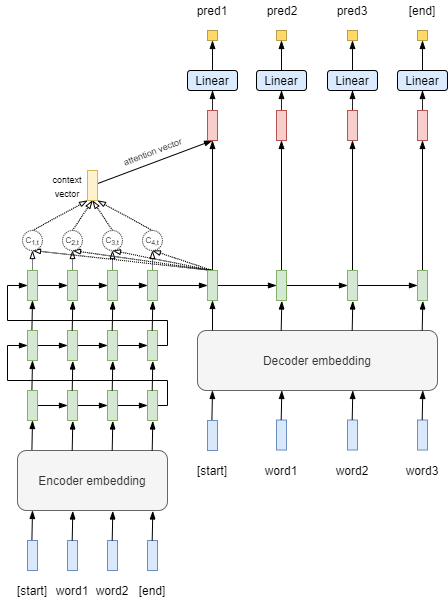 pred1 pred2 pred3 [end]
Linear Linear Linear Linear
attention vector
context
vector
C1,t C2,t C3,t C4,t
Decoder embedding
[start] word1 word2 word3
Encoder embedding
[start] word1 word2 [end]